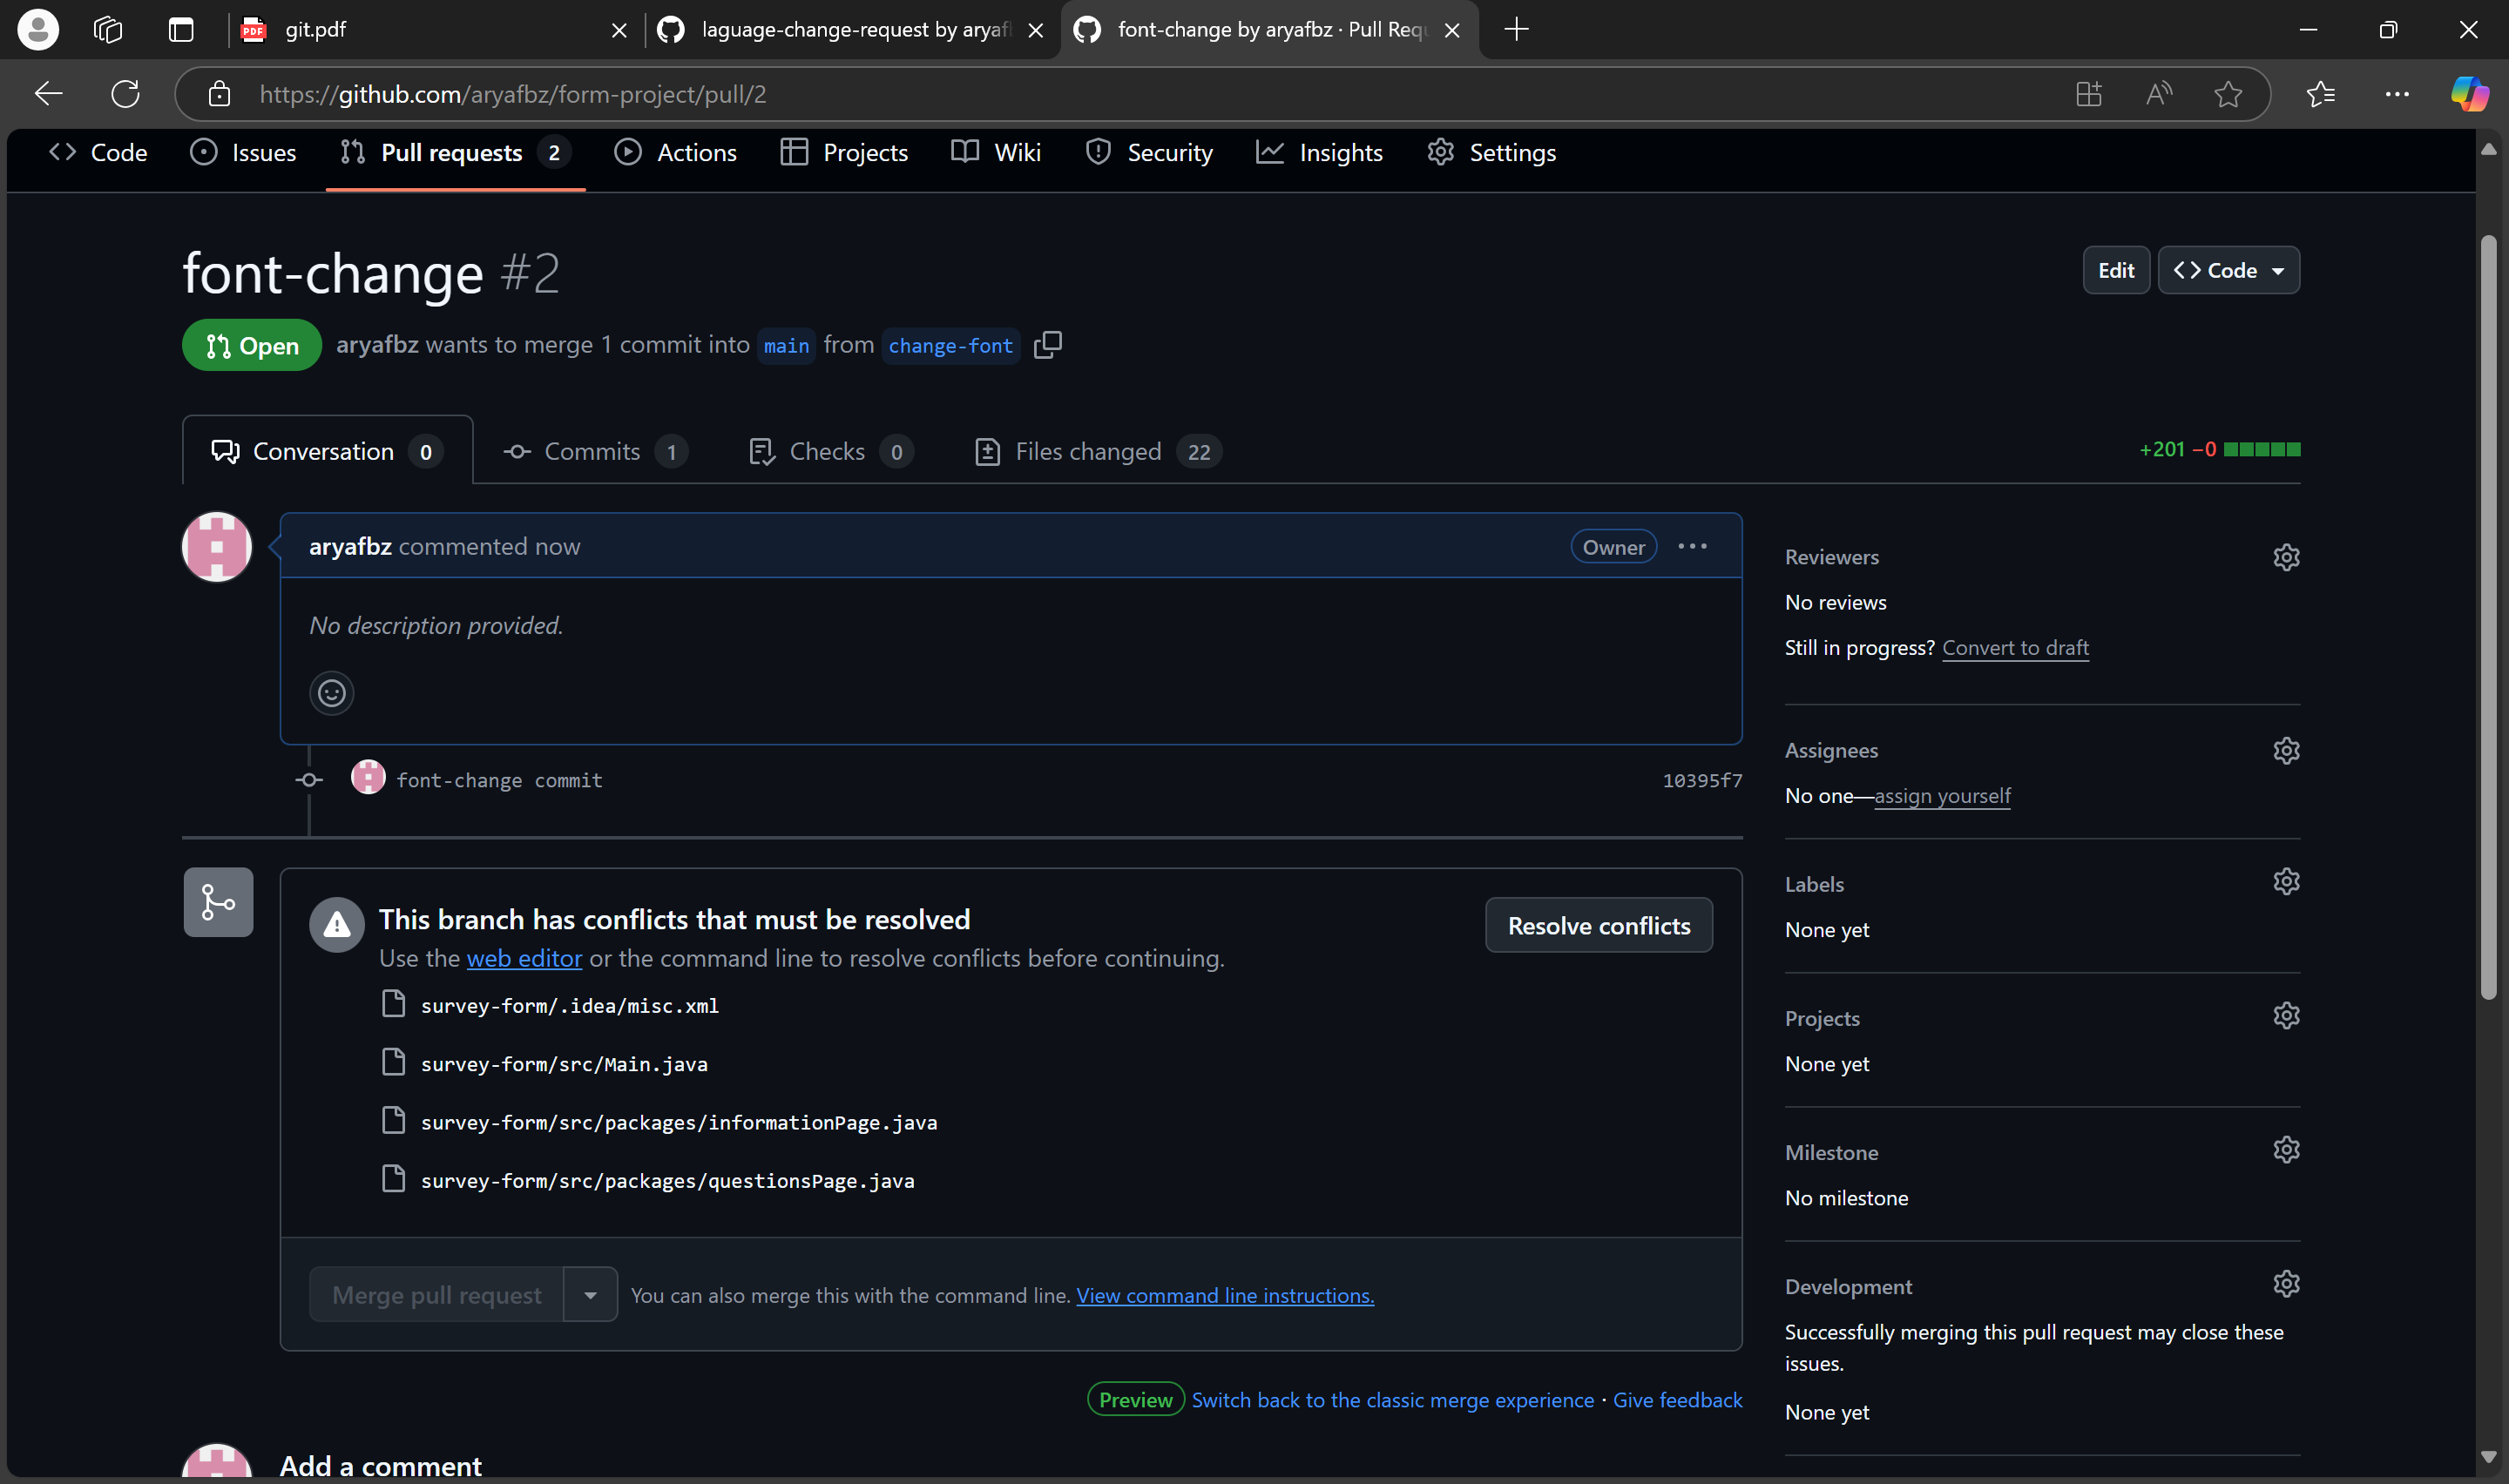 git.pdf
laguage-change-request by aryaf
font-change by aryafbz · Pull Requ
https://github.com/aryafbz/form-project/pull/2
Code
Issues
Pull requests 2
Actions
Projects
Wiki
Security
Insights
Settings
font-change #2
Edit
Code
Open
aryafbz wants to merge 1 commit into main from change-font
Conversation 0
Commits 1
Checks 0
Files changed 22
+201 −0
aryafbz commented now
Owner
No description provided.
font-change commit
10395f7
This branch has conflicts that must be resolved
Use the web editor or the command line to resolve conflicts before continuing.
Resolve conflicts
survey-form/.idea/misc.xml
survey-form/src/Main.java
survey-form/src/packages/informationPage.java
survey-form/src/packages/questionsPage.java
Merge pull request
You can also merge this with the command line. View command line instructions.
Preview Switch back to the classic merge experience · Give feedback
Add a comment
Reviewers
No reviews
Still in progress? Convert to draft
Assignees
No one—assign yourself
Labels
None yet
Projects
None yet
Milestone
No milestone
Development
Successfully merging this pull request may close these
issues.
None yet